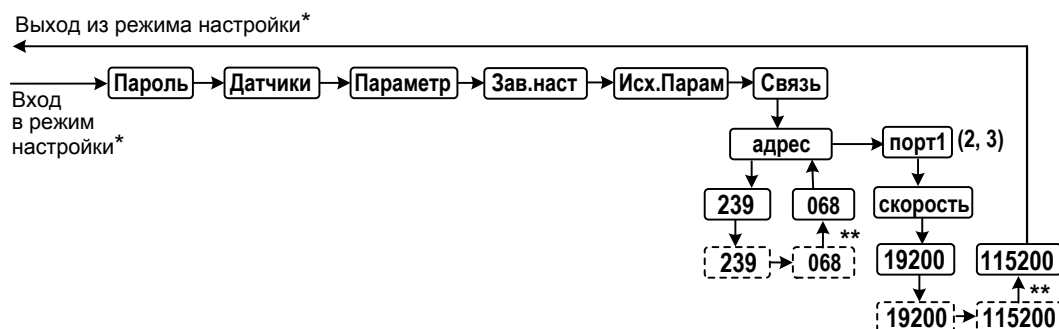 Выход из режима настройки*
Пароль Датчики Параметр Зав.наст Исх.Парам Связь
Вход
в режим
настройки*
адрес порт1 (2, 3)
239 068 скорость
**
239 068 19200 115200
**
19200 115200